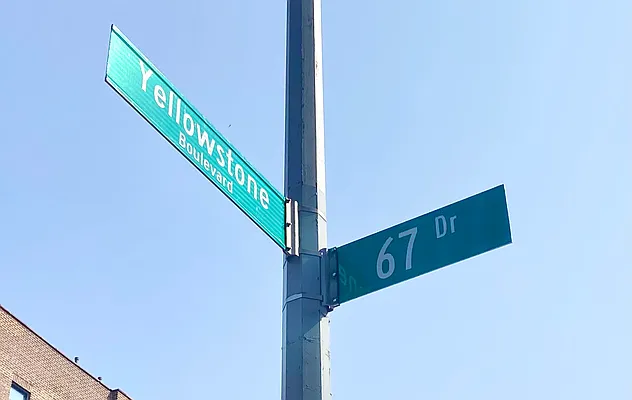 Yellowstone
Boulevard
67 Dr